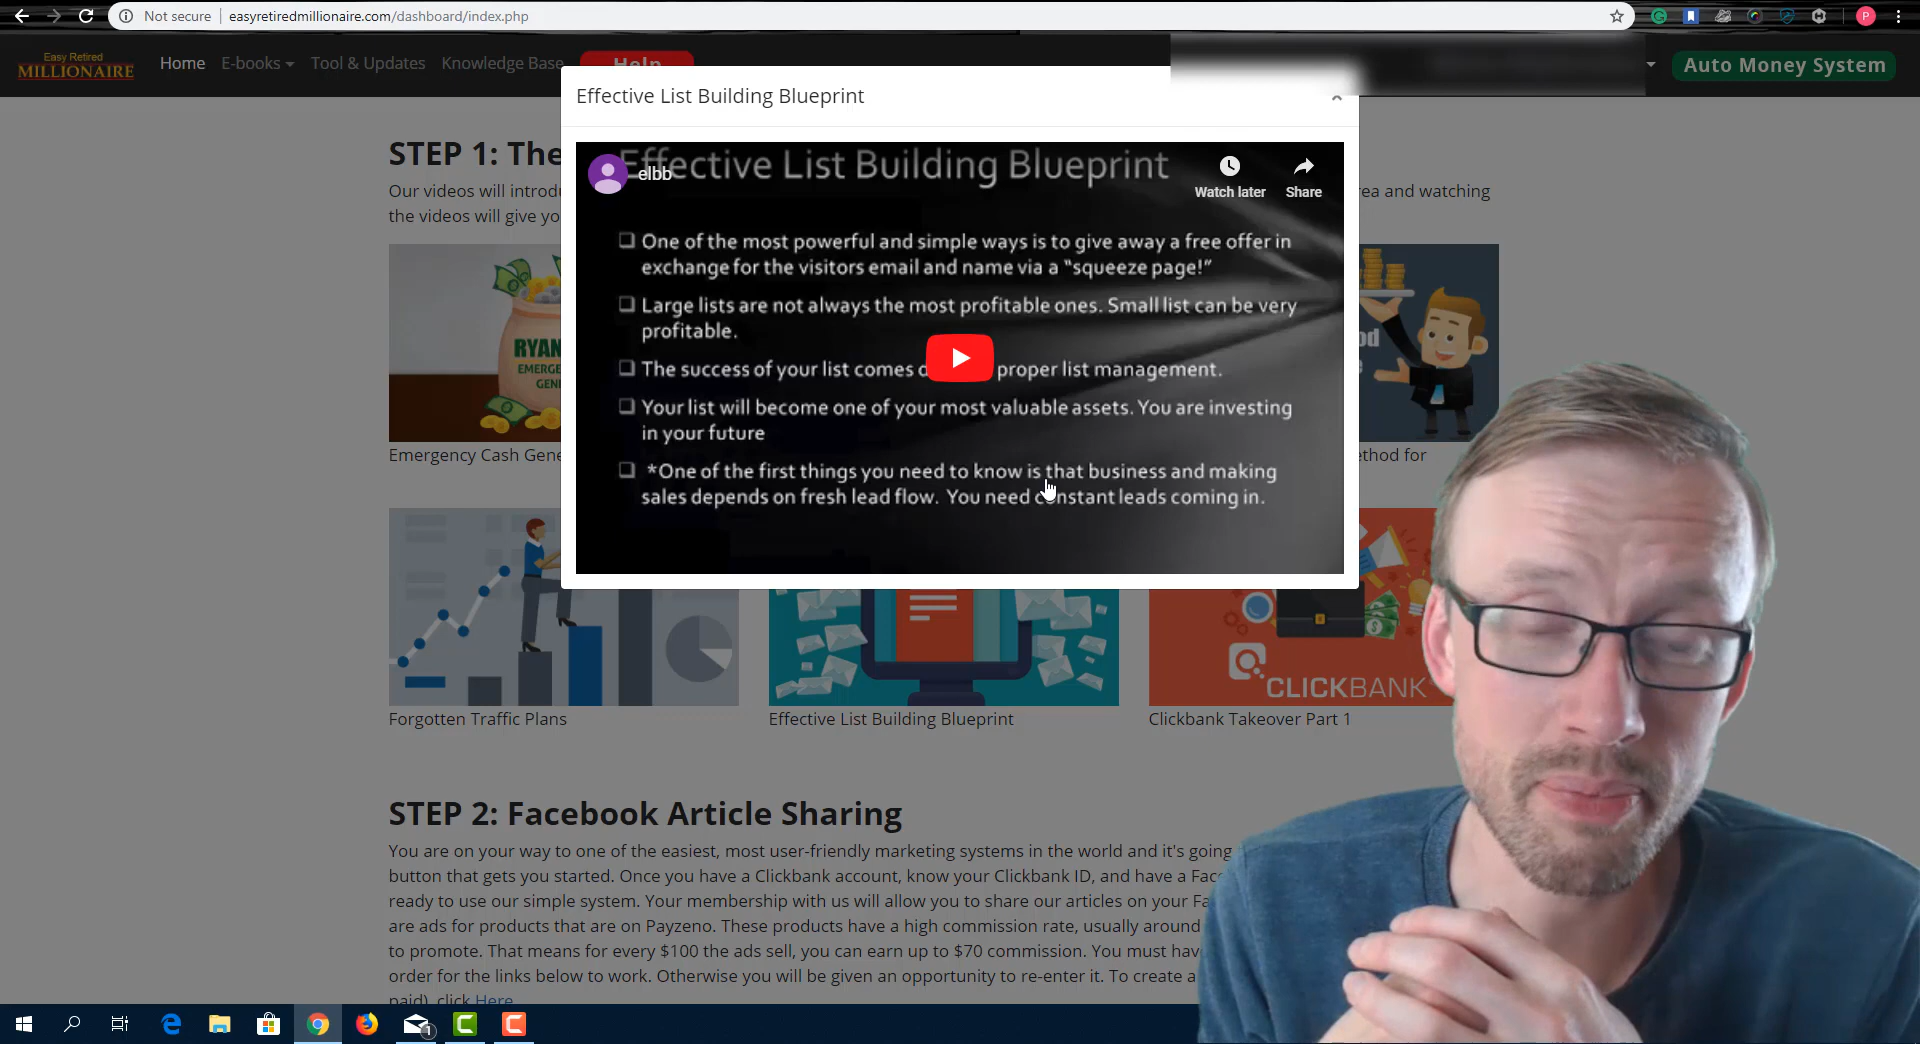 Not secure
easyretiredmillionaire.com/dashboard/index.php
P
Easy Retired
MILLIONAIRE
Home
E-books
Tool & Updates
Knowledge Base
Help
Auto Money System
Effective List Building Blueprint
STEP 1: The
Our videos will introdu
rea and watching
the videos will give yo
Effective List Building Blueprint
elbb
Watch later
Share
❑ One of the most powerful and simple ways is to give away a free offer in
exchange for the visitors email and name via a "squeeze page!"
❑ Large lists are not always the most profitable ones. Small list can be very
profitable.
❑ The success of your list comes
proper list management.
❑ Your list will become one of your most valuable assets. You are investing
in your future
❑ *One of the first things you need to know is that business and making
sales depends on fresh lead flow. You need constant leads coming in.
RYAN
EMERGE
GEN
od
Emergency Cash Gene
thod for
CLICKBANK
Forgotten Traffic Plans
Effective List Building Blueprint
Clickbank Takeover Part 1
STEP 2: Facebook Article Sharing
You are on your way to one of the easiest, most user-friendly marketing systems in the world and it's going
button that gets you started. Once you have a Clickbank account, know your Clickbank ID, and have a Fac
ready to use our simple system. Your membership with us will allow you to share our articles on your Fa
are ads for products that are on Payzeno. These products have a high commission rate, usually around
to promote. That means for every $100 the ads sell, you can earn up to $70 commission. You must hav
order for the links below to work. Otherwise you will be given an opportunity to re-enter it. To create a
paid), click Here
1